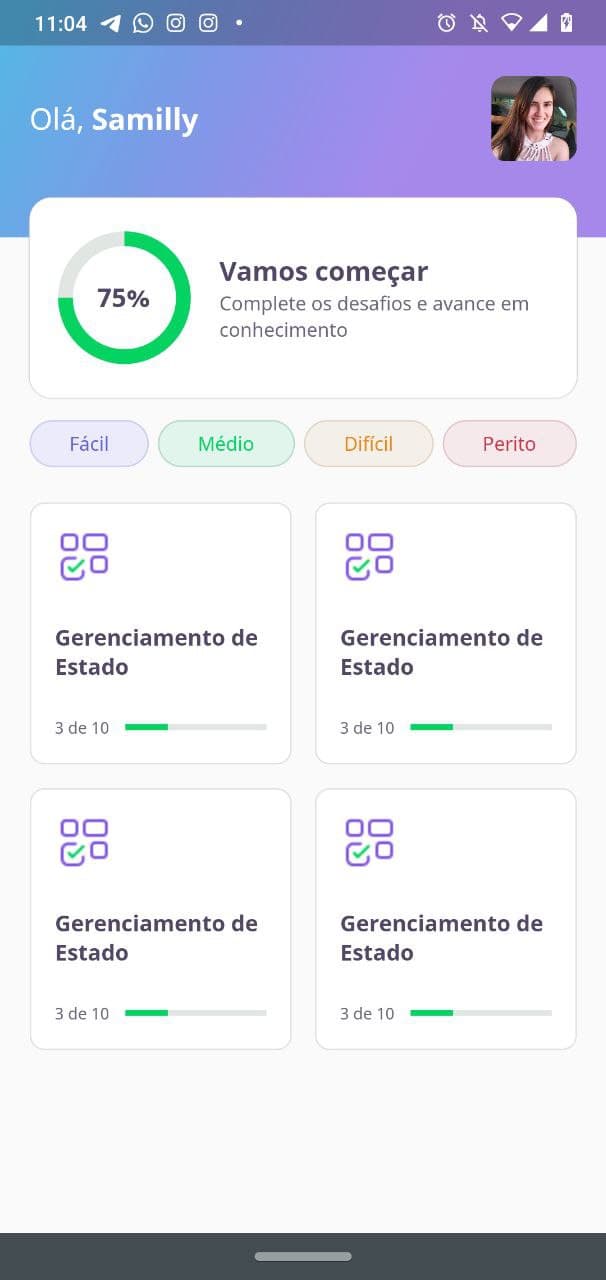 11:04
Olá, Samilly
75%
Vamos começar
Complete os desafios e avance em
conhecimento
Fácil Médio Difícil Perito
Gerenciamento de
Estado
3 de 10
Gerenciamento de
Estado
3 de 10
Gerenciamento de
Estado
3 de 10
Gerenciamento de
Estado
3 de 10